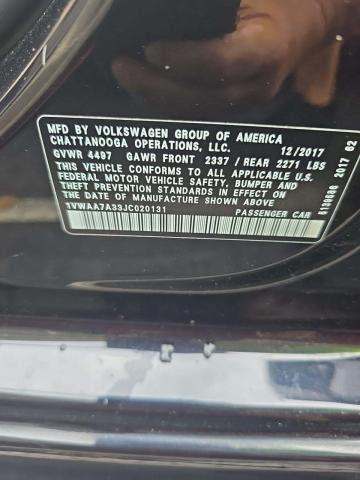 MFD BY VOLKSWAGEN GROUP OF AMERICA
CHATTANOOGA OPERATIONS, LLC. 12/2017
GVWR 4497 GAWR FRONT 2337 / REAR 2271 LBS
THIS VEHICLE CONFORMS TO ALL APPLICABLE U.S.
FEDERAL MOTOR VEHICLE SAFETY, BUMPER AND
THEFT PREVENTION STANDARDS IN EFFECT ON
THE DATE OF MANUFACTURE SHOWN ABOVE
1VWAA7A33JC020131 PASSENGER CAR
2017 02